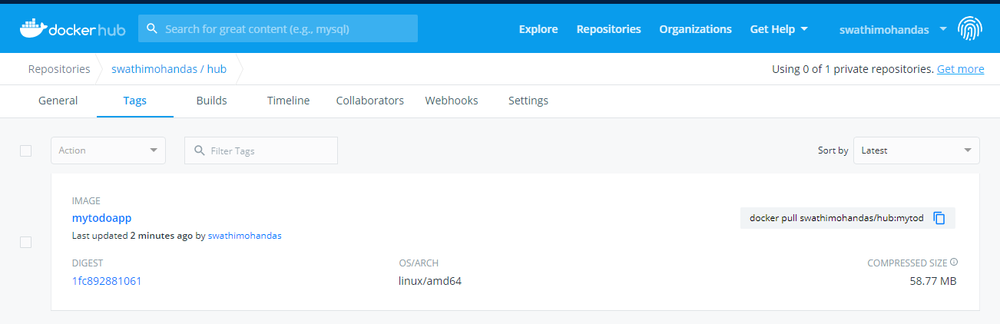 docker hub Search for great content (e.g., mysql) Explore Repositories Organizations Get Help swathimohandas
Repositories swathimohandas / hub Using 0 of 1 private repositories. Get more
General Tags Builds Timeline Collaborators Webhooks Settings
Action Filter Tags Sort by Latest
IMAGE
mytodoapp docker pull swathimohandas/hub:mytod
Last updated 2 minutes ago by swathimohandas
DIGEST OS/ARCH COMPRESSED SIZE
1fc892881061 linux/amd64 58.77 MB